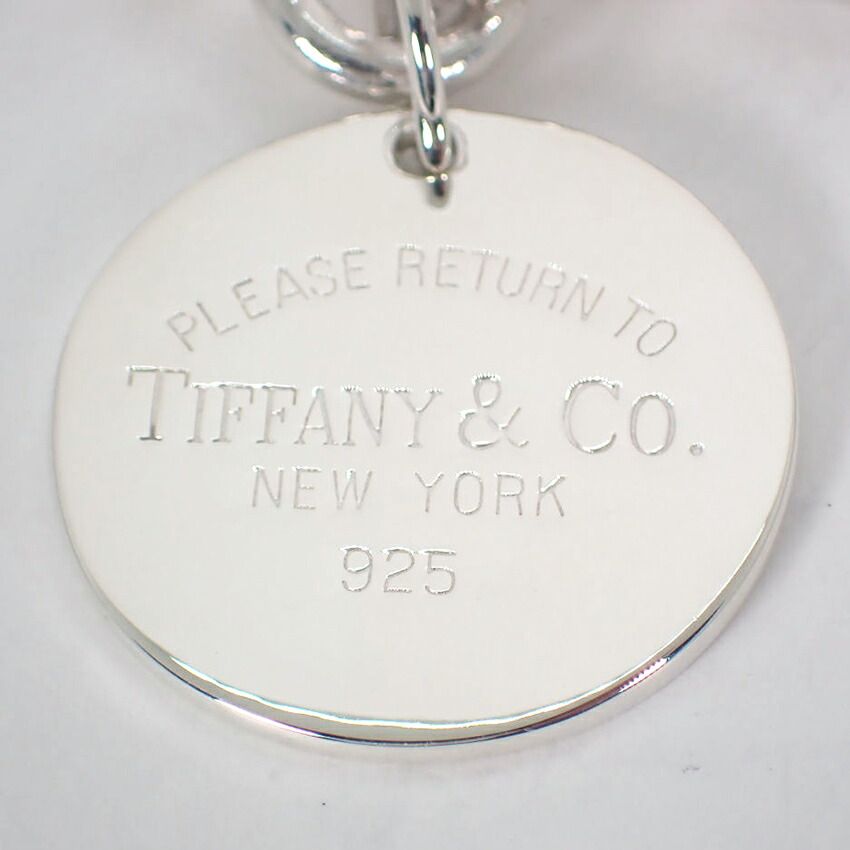 PLEASE RETURN TO
TIFFANY & CO.
NEW YORK
925